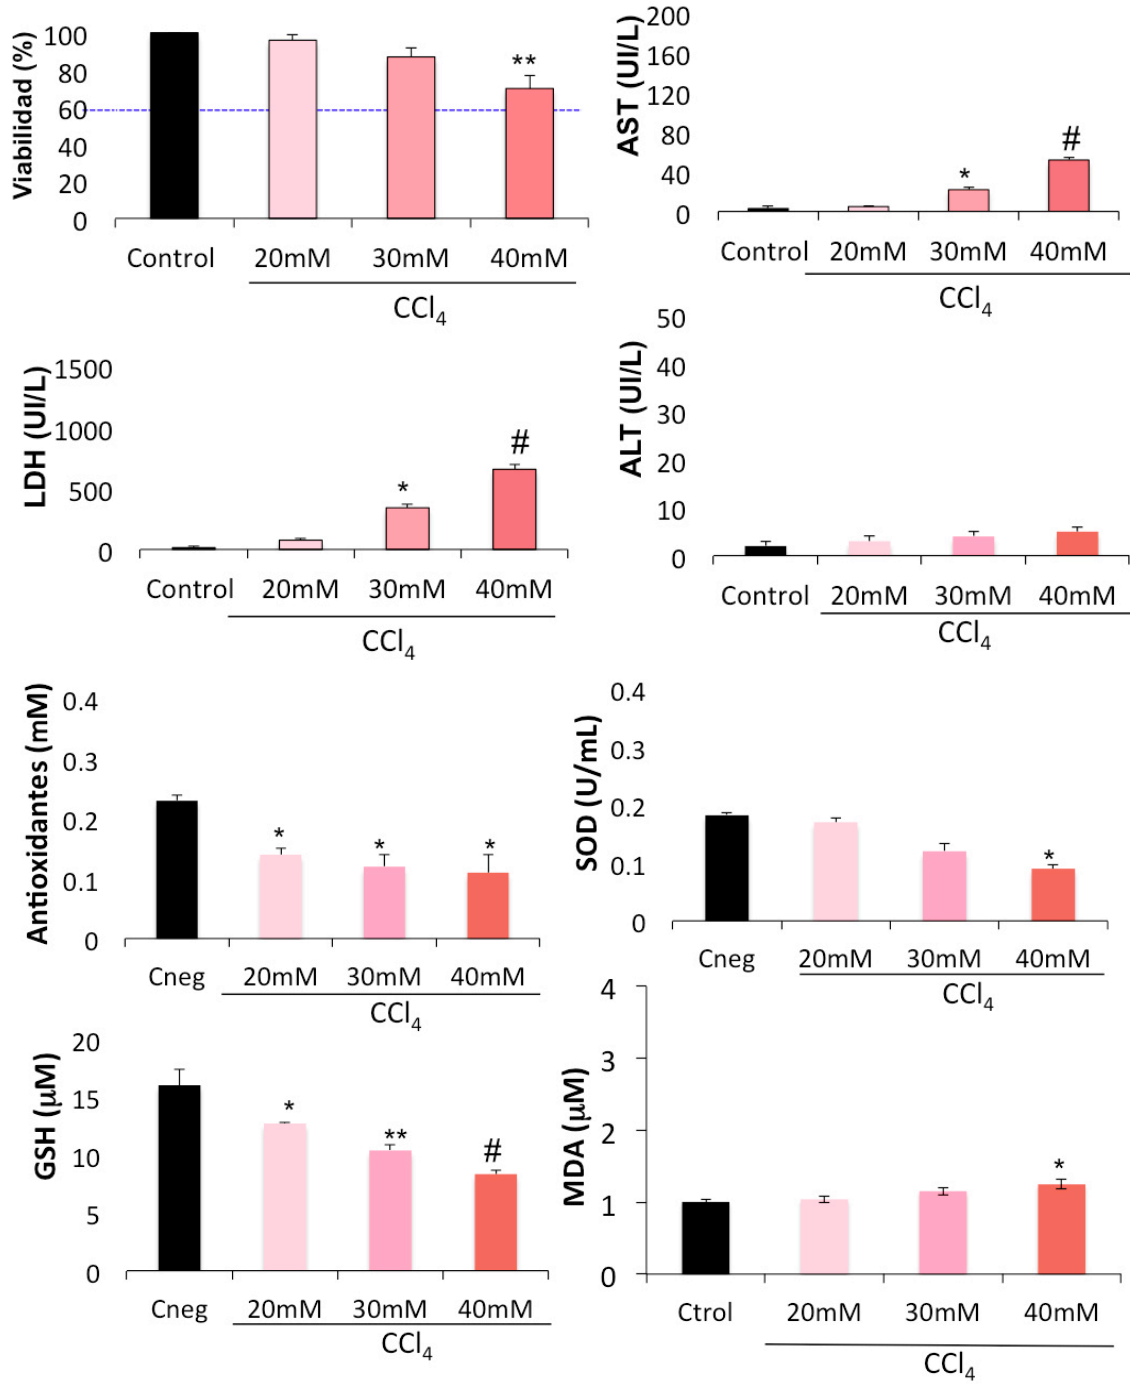 Viabilidad (%)
100
80
60
40
20
0
**
Control 20mM 30mM 40mM
CCl4
AST (UI/L)
200
160
120
80
40
0
* #
Control 20mM 30mM 40mM
CCl4
LDH (UI/L)
1500
1000
500
0
* #
Control 20mM 30mM 40mM
CCl4
ALT (UI/L)
50
40
30
20
10
0
Control 20mM 30mM 40mM
CCl4
Antioxidantes (mM)
0.4
0.3
0.2
0.1
0
* * *
Cneg 20mM 30mM 40mM
CCl4
SOD (U/mL)
0.4
0.3
0.2
0.1
0
*
Cneg 20mM 30mM 40mM
CCl4
GSH (μM)
20
15
10
5
0
* ** #
Cneg 20mM 30mM 40mM
CCl4
MDA (μM)
4
3
2
1
0
*
Ctrol 20mM 30mM 40mM
CCl4